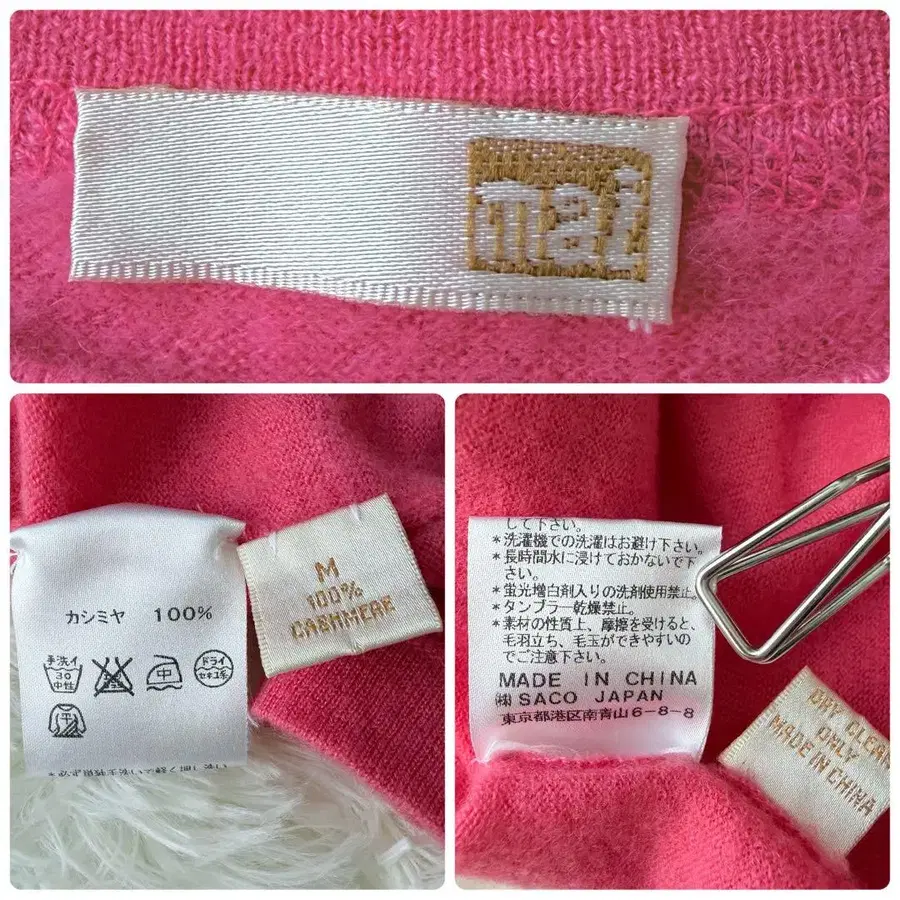 mai
カシミヤ 100%
手洗イ
30
中性
中
ドライ
セキユ系
平
M
100%
CASHMERE
して下さい。
*洗濯機での洗濯はお避け下さい。
*長時間水に浸けておかないで下
さい。
*蛍光増白剤入りの洗剤使用禁止。
*タンブラー乾燥禁止。
*素材の性質上、摩擦を受けると、
毛羽立ち、毛玉ができやすいの
でご注意下さい。
MADE IN CHINA
㈱ SACO JAPAN
東京都港区南青山6-8-8
DRY CLEAN
ONLY
MADE IN CHINA